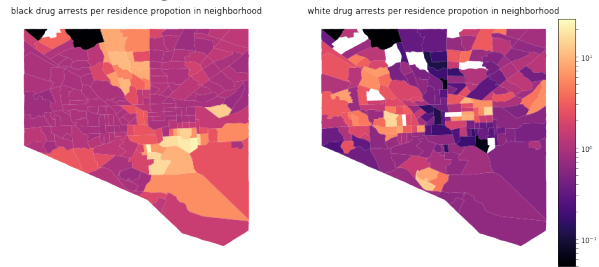 black drug arrests per residence propotion in neighborhood
white drug arrests per residence propotion in neighborhood
10¹
10⁰
10⁻¹